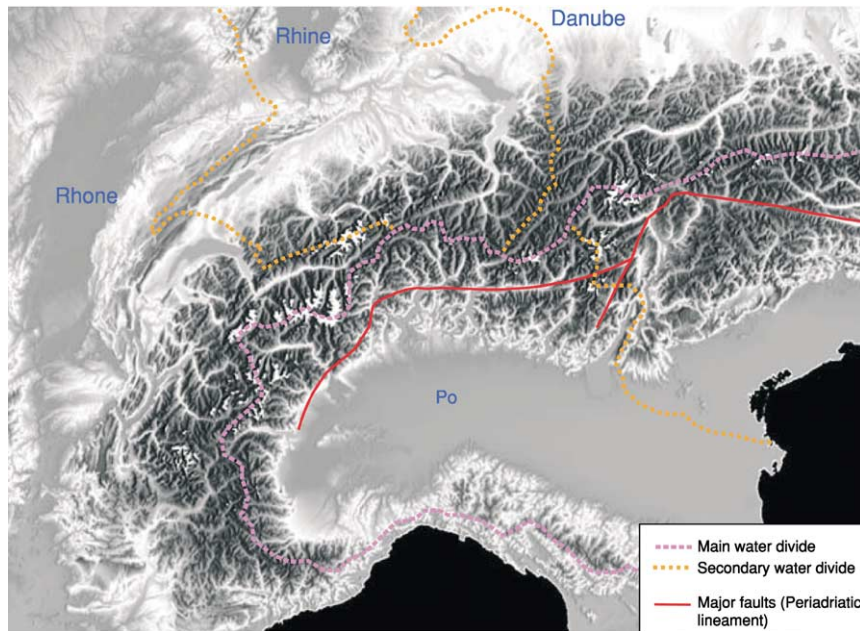 Rhine
Danube
Rhone
Po
Main water divide
Secondary water divide
Major faults (Periadriatic
lineament)